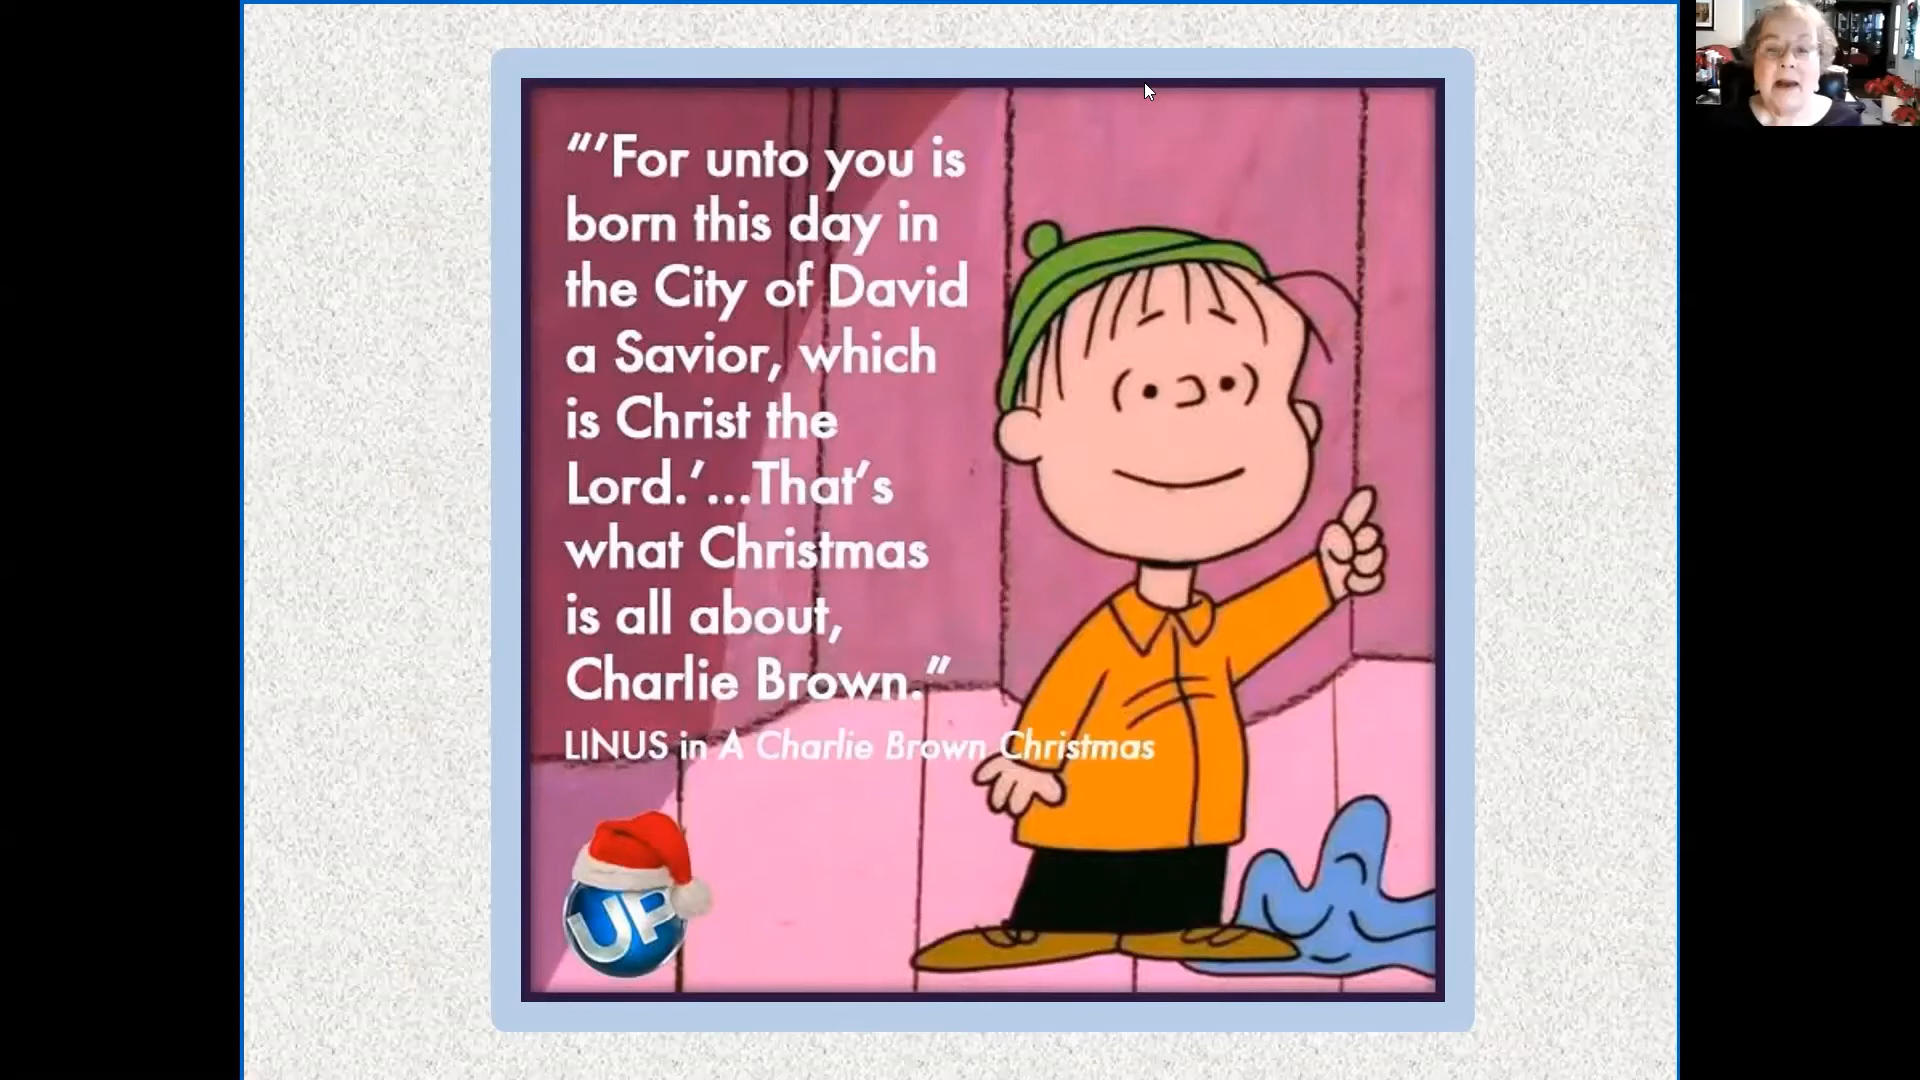 “‘For unto you is
born this day in
the City of David
a Savior, which
is Christ the
Lord.’...That’s
what Christmas
is all about,
Charlie Brown.”
LINUS in A Charlie Brown Christmas
UP